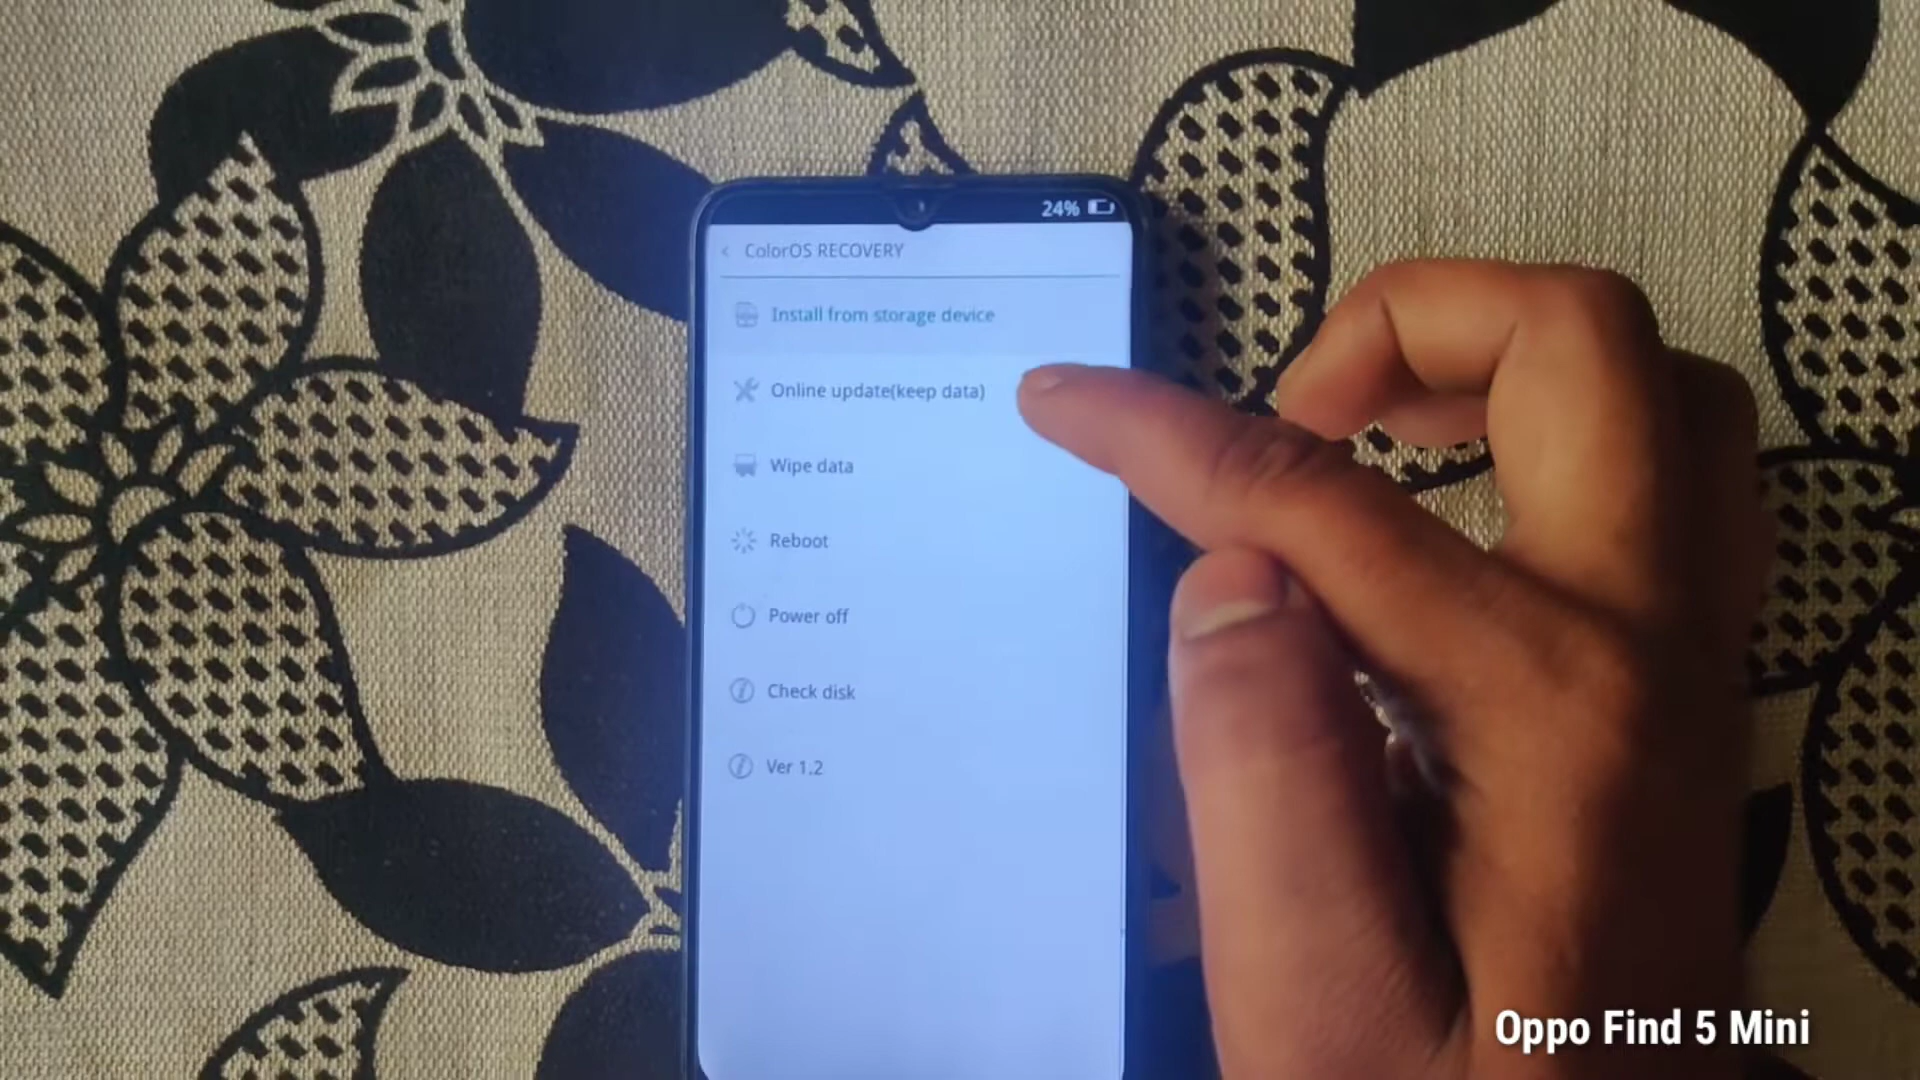 24%
ColorOS RECOVERY
Install from storage device
Online update(keep data)
Wipe data
Reboot
Power off
Check disk
Ver 1.2
Oppo Find 5 Mini